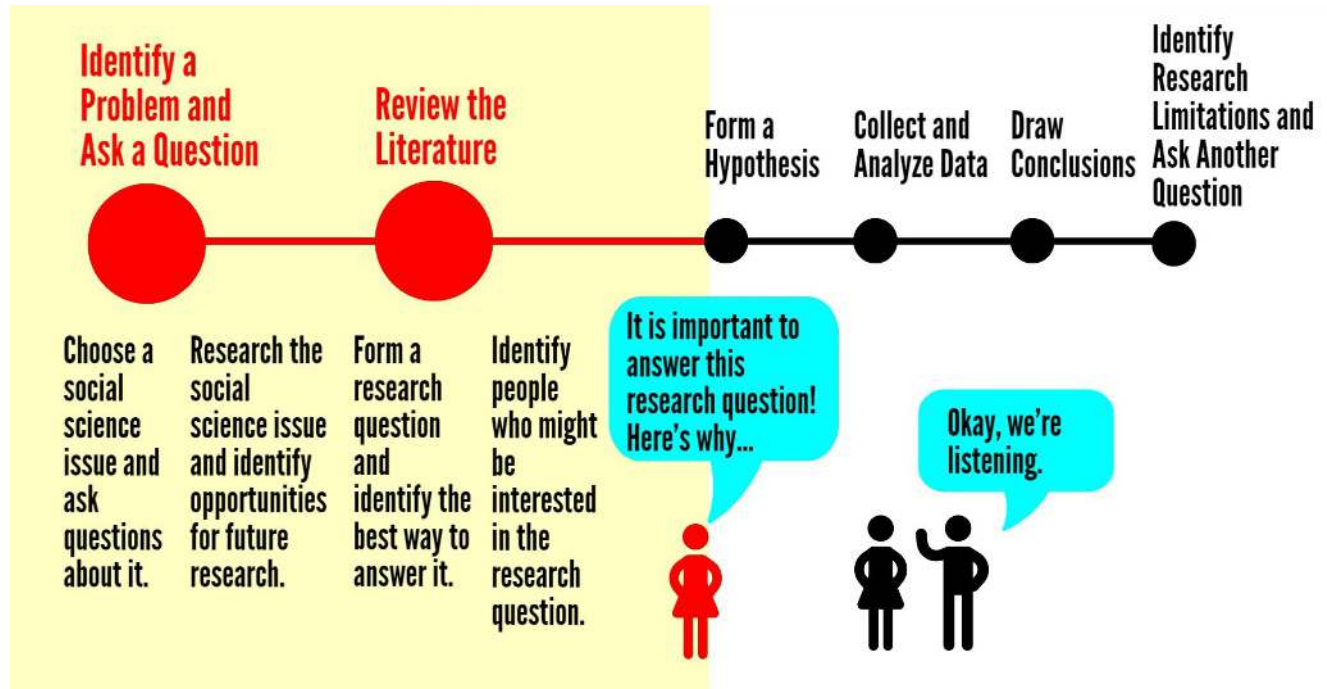 Identify a
Problem and
Ask a Question
Review the
Literature
Form a
Hypothesis
Collect and
Analyze Data
Draw
Conclusions
Identify
Research
Limitations and
Ask Another
Question
Choose a
social
science
issue and
ask
questions
about it.
Research the
social
science issue
and identify
opportunities
for future
research.
Form a
research
question
and
identify the
best way to
answer it.
Identify
people
who might
be
interested
in the
research
question.
It is important to
answer this
research question!
Here's why...
Okay, we're
listening.